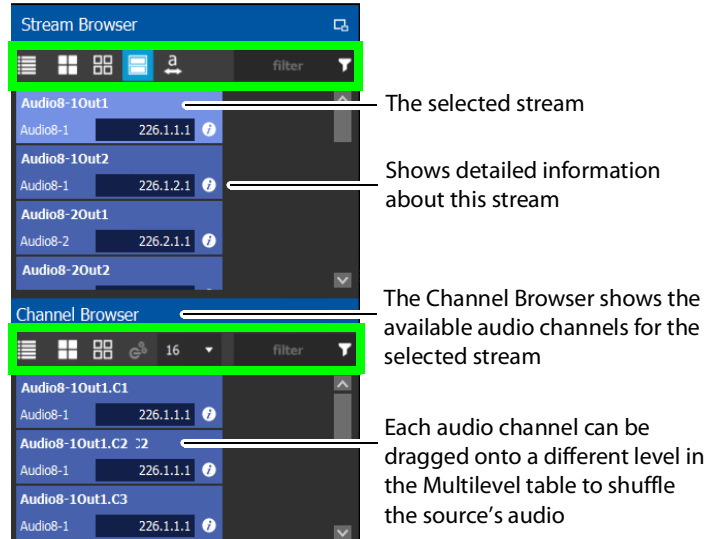 Stream Browser
a
filter
Audio8-1Out1
Audio8-1 226.1.1.1 i
Audio8-1Out2
Audio8-1 226.1.2.1 i
Audio8-2Out1
Audio8-2 226.2.1.1 i
Audio8-2Out2
The selected stream
Shows detailed information
about this stream
Channel Browser
16 filter
Audio8-1Out1.C1
Audio8-1 226.1.1.1 i
Audio8-1Out1.C2 C2
Audio8-1 226.1.1.1 i
Audio8-1Out1.C3
Audio8-1 226.1.1.1 i
The Channel Browser shows the
available audio channels for the
selected stream
Each audio channel can be
dragged onto a different level in
the Multilevel table to shuffle
the source's audio